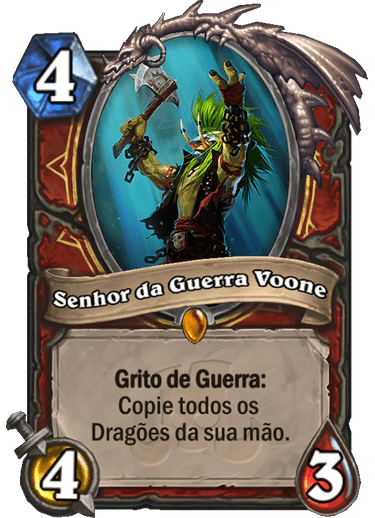 4
Senhor da Guerra Voone
Grito de Guerra:
Copie todos os
Dragões da sua mão.
4
3